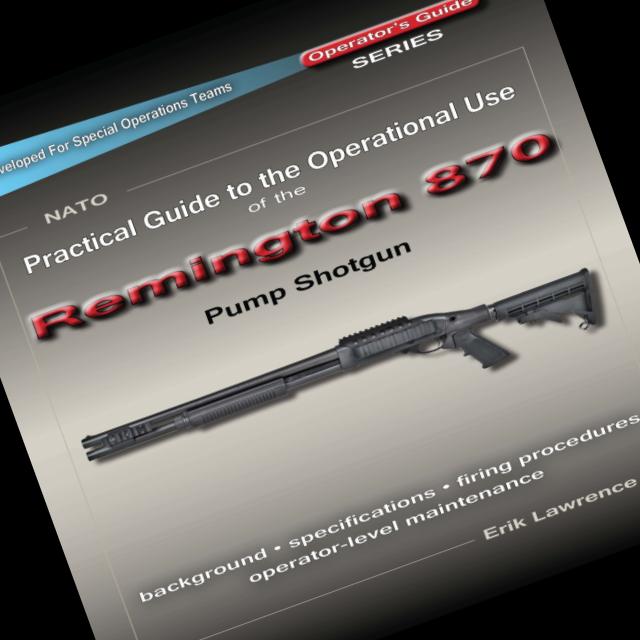 Operator's Guide
SERIES
veloped For Special Operations Teams
NATO
Practical Guide to the Operational Use
of the
Remington 870
Pump Shotgun
background • specifications • firing procedures
operator-level maintenance
Erik Lawrence